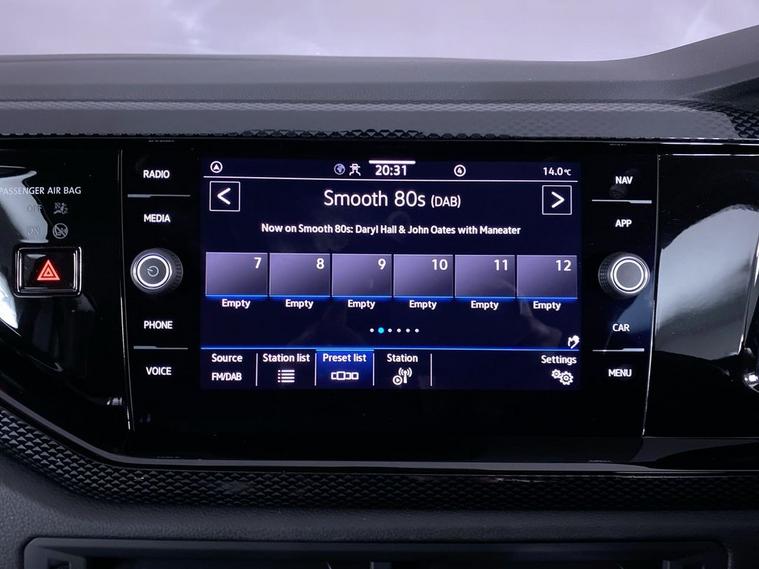 PASSENGER AIR BAG
OFF
ON
RADIO
MEDIA
PHONE
VOICE
20:31
4
14.0°C
<
Smooth 80s (DAB)
>
Now on Smooth 80s: Daryl Hall & John Oates with Maneater
7 8 9 10 11 12
Empty Empty Empty Empty Empty Empty
Source Station list Preset list Station Settings
FM/DAB
NAV
APP
CAR
MENU